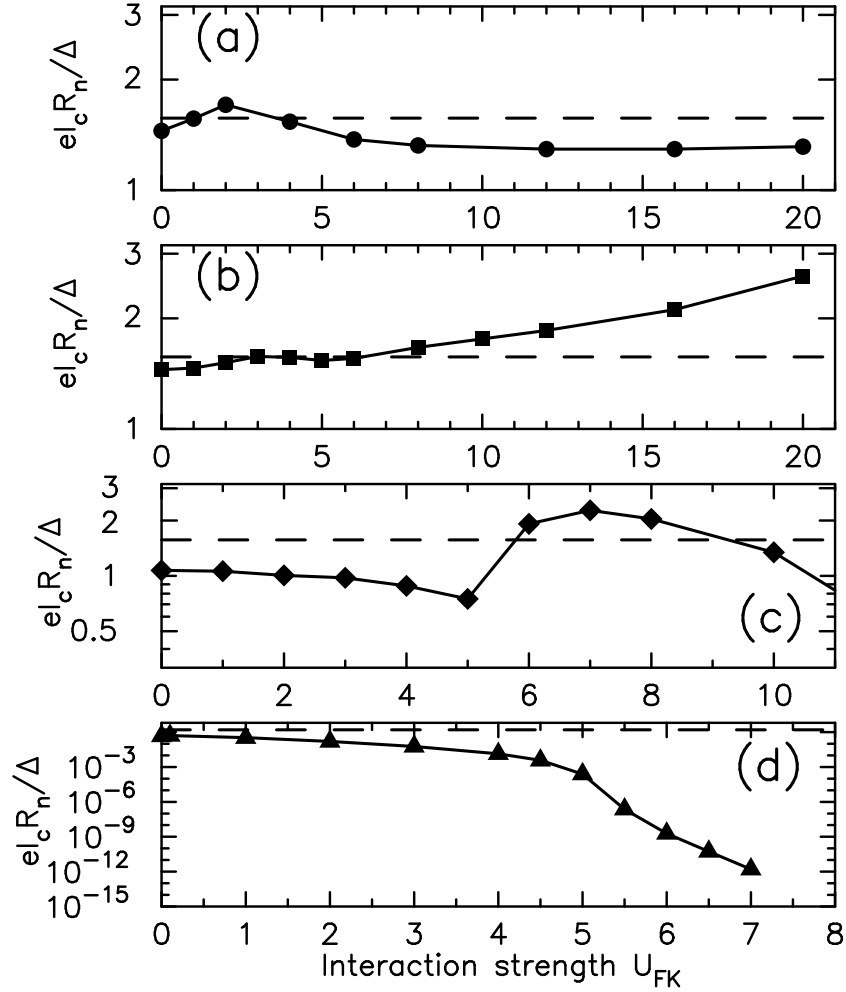 3
(a)
2
eI_cR_n/Δ
1
0 5 10 15 20
3
(b)
2
eI_cR_n/Δ
1
0 5 10 15 20
3
2
eI_cR_n/Δ
1
0.5
(c)
0 2 4 6 8 10
(d)
10^{-3}
eI_cR_n/Δ
10^{-6}
10^{-9}
10^{-12}
10^{-15}
0 1 2 3 4 5 6 7 8
Interaction strength U_{FK}